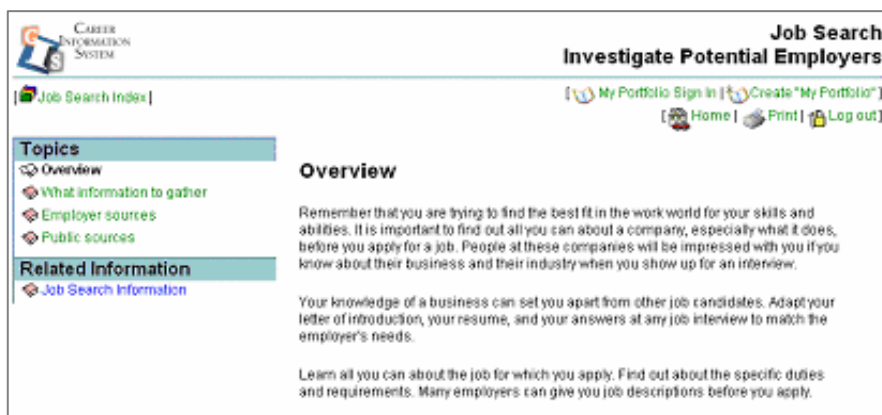 CAREER
INFORMATION
SYSTEM
Job Search
Investigate Potential Employers
[Job Search Index]
[My Portfolio Sign In | Create "My Portfolio"]
[Home | Print | Log out]
Topics
Overview
What information to gather
Employer sources
Public sources
Related Information
Job Search Information
Overview
Remember that you are trying to find the best fit in the work world for your skills and
abilities. It is important to find out all you can about a company, especially what it does,
before you apply for a job. People at these companies will be impressed with you if you
know about their business and their industry when you show up for an interview.
Your knowledge of a business can set you apart from other job candidates. Adapt your
letter of introduction, your resume, and your answers at any job interview to match the
employer's needs.
Learn all you can about the job for which you apply. Find out about the specific duties
and requirements. Many employers can give you job descriptions before you apply.